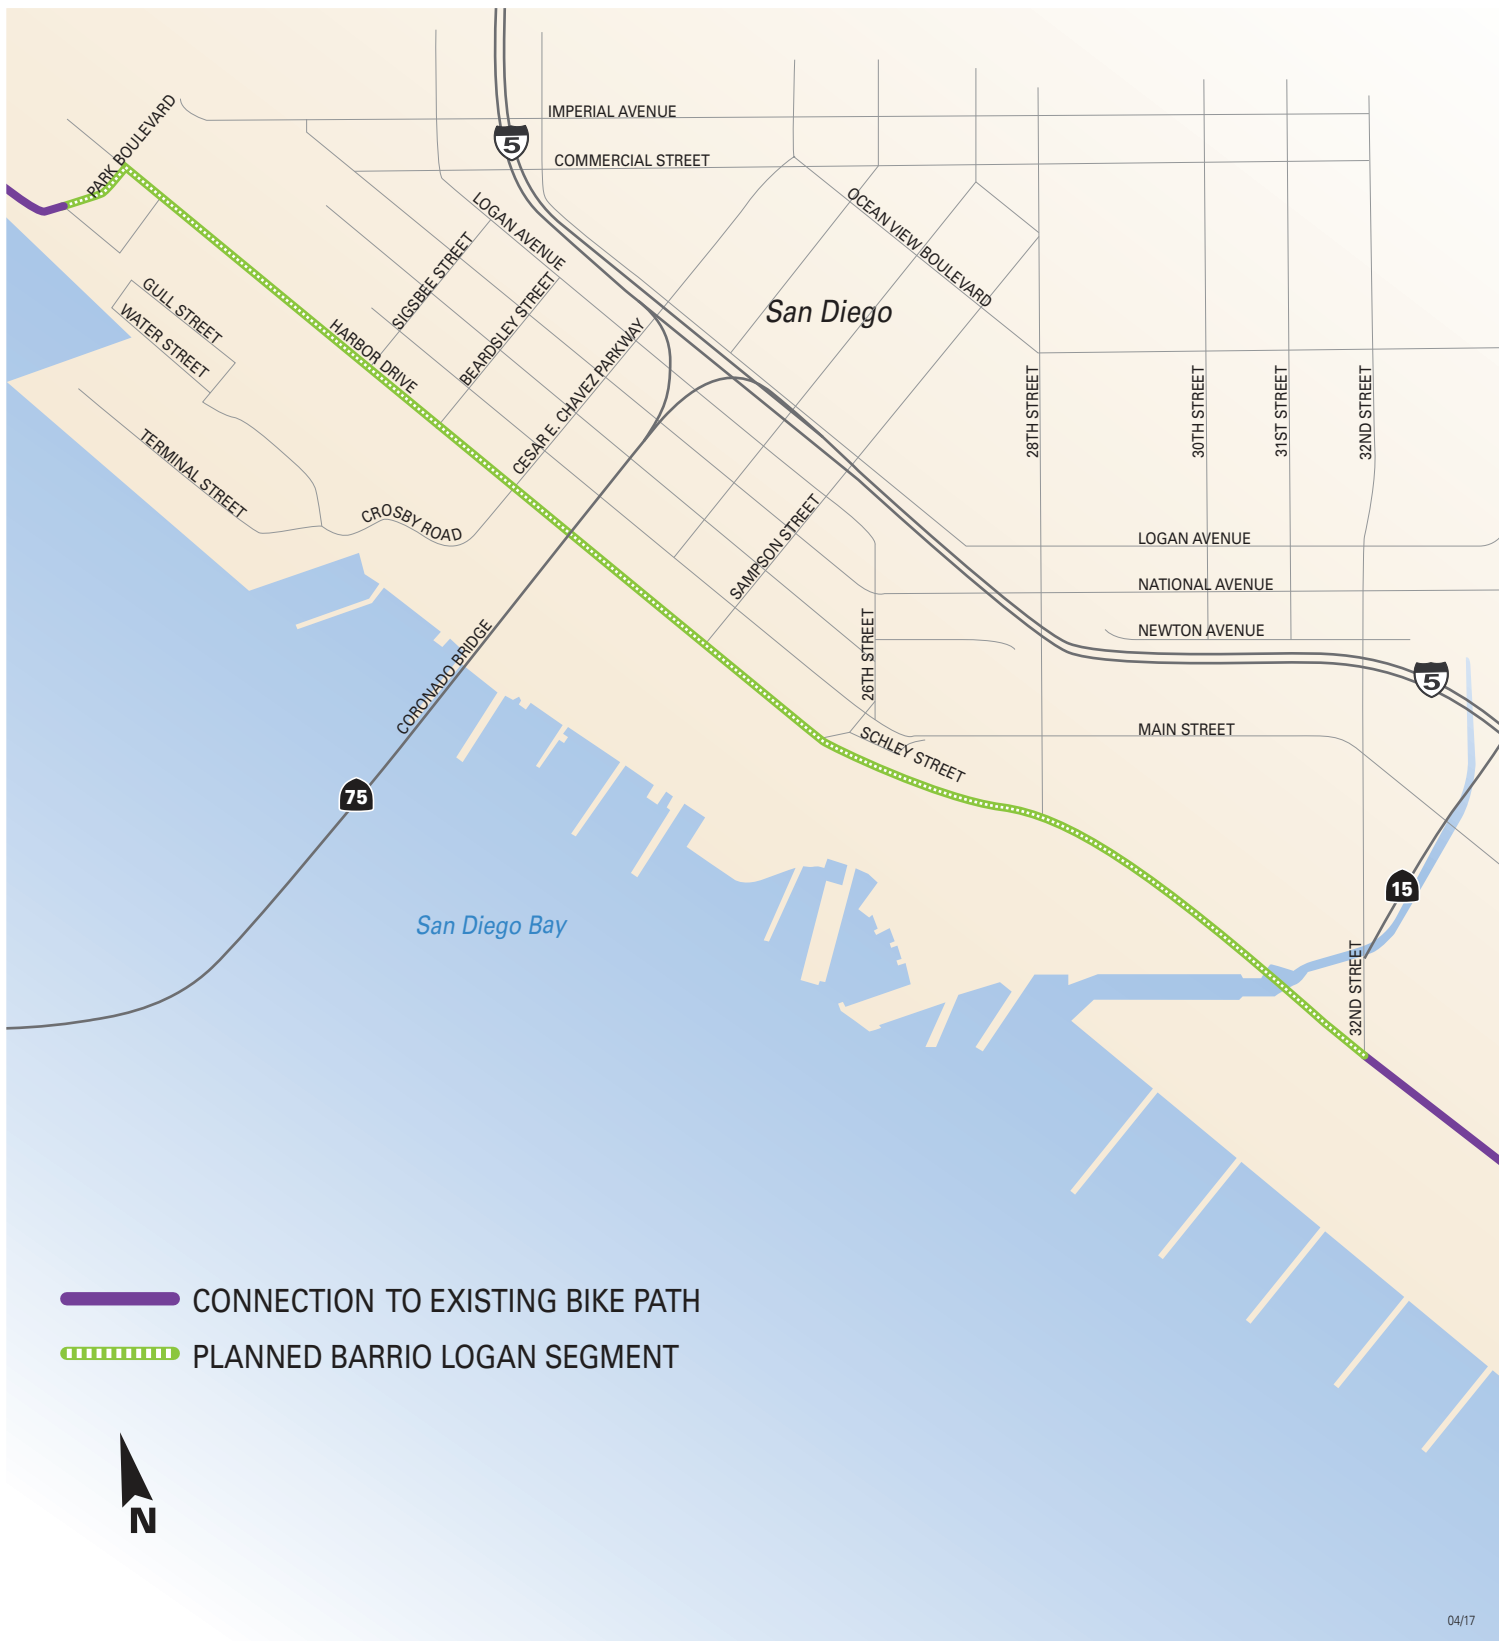 IMPERIAL AVENUE
5
COMMERCIAL STREET
PARK BOULEVARD
LOGAN AVENUE
OCEAN VIEW BOULEVARD
SIGSBEE STREET
BEARDSLEY STREET
San Diego
GULL STREET
WATER STREET
HARBOR DRIVE
CESAR E. CHAVEZ PARKWAY
28TH STREET
30TH STREET
31ST STREET
32ND STREET
TERMINAL STREET
CROSBY ROAD
SAMPSON STREET
LOGAN AVENUE
NATIONAL AVENUE
NEWTON AVENUE
26TH STREET
CORONADO BRIDGE
5
MAIN STREET
SCHLEY STREET
75
15
San Diego Bay
32ND STREET
CONNECTION TO EXISTING BIKE PATH
PLANNED BARRIO LOGAN SEGMENT
N
04/17